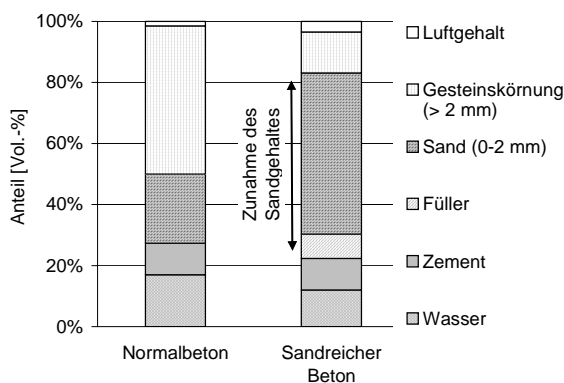 Anteil [Vol.-%]
100%
80%
60%
40%
20%
0%
Zunahme des
Sandgehaltes
Normalbeton
Sandreicher
Beton
Luftgehalt
Gesteinskörnung
(> 2 mm)
Sand (0-2 mm)
Füller
Zement
Wasser